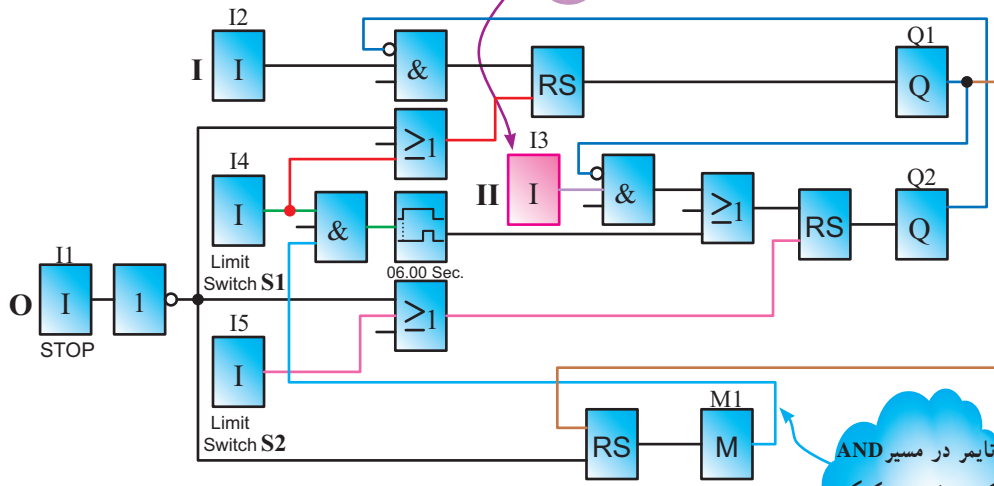 I2
I I & RS Q1
Q
≥1
I3
II I & ≥1
I4
I & 06.00 Sec.
Limit
Switch S1
RS Q2
Q
I1
O I 1
STOP
≥1
I5
I
Limit
Switch S2
RS M1
M
تایمر در مسیر AND